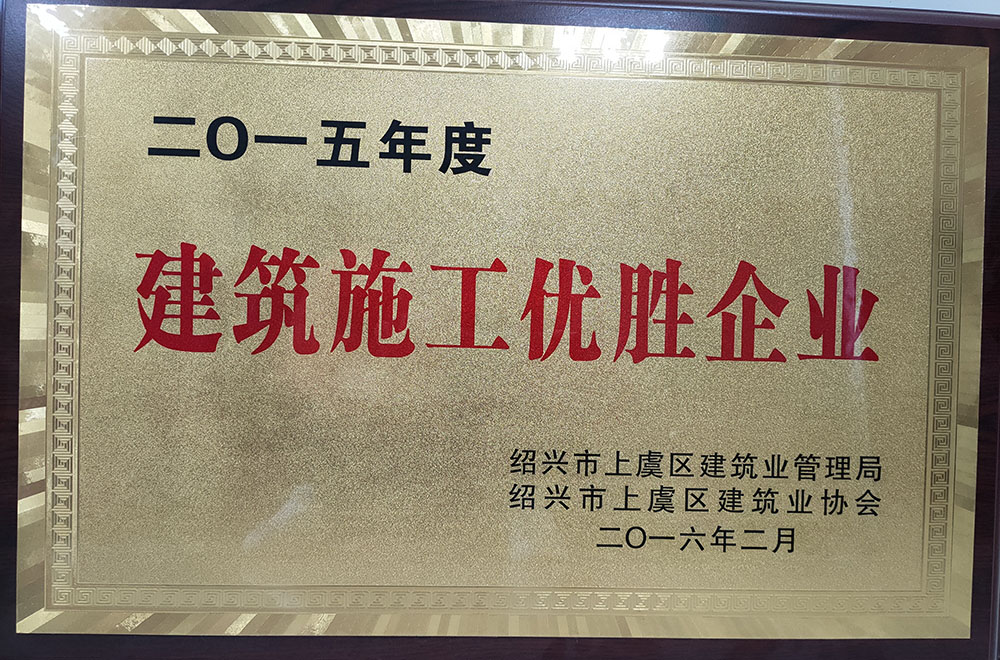 二〇一五年度
建筑施工优胜企业
绍兴市上虞区建筑业管理局
绍兴市上虞区建筑业协会
二〇一六年二月